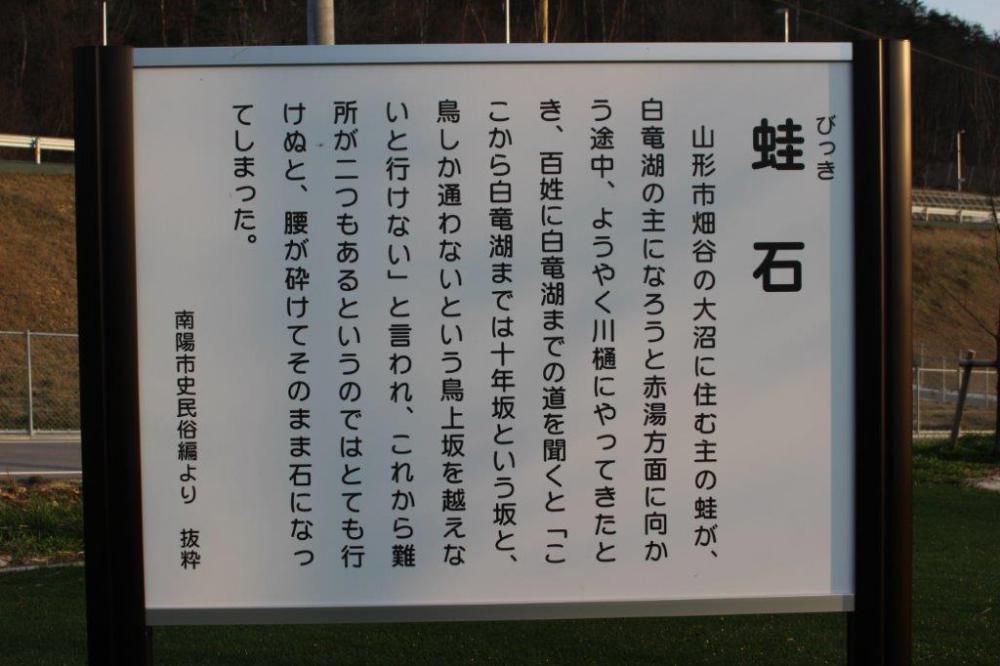 びっき
蛙石
山形市畑谷の大沼に住む主の蛙が、
白竜湖の主になろうと赤湯方面に向か
う途中、ようやく川樋にやってきたと
き、百姓に白竜湖までの道を聞くと「こ
こから白竜湖までは十年坂という坂と、
鳥しか通わないという鳥上坂を越えな
いと行けない」と言われ、これから難
所が二つもあるというのではとても行
けぬと、腰が砕けてそのまま石になっ
てしまった。
南陽市史民俗編より 抜粋